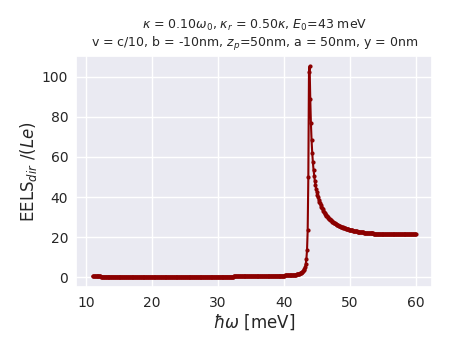 κ = 0.10ω₀, κᵣ = 0.50κ, E₀=43 meV
v = c/10, b = -10nm, zₚ=50nm, a = 50nm, y = 0nm
EELS_dir /(Le)
100
80
60
40
20
0
10 20 30 40 50 60
ℏω [meV]